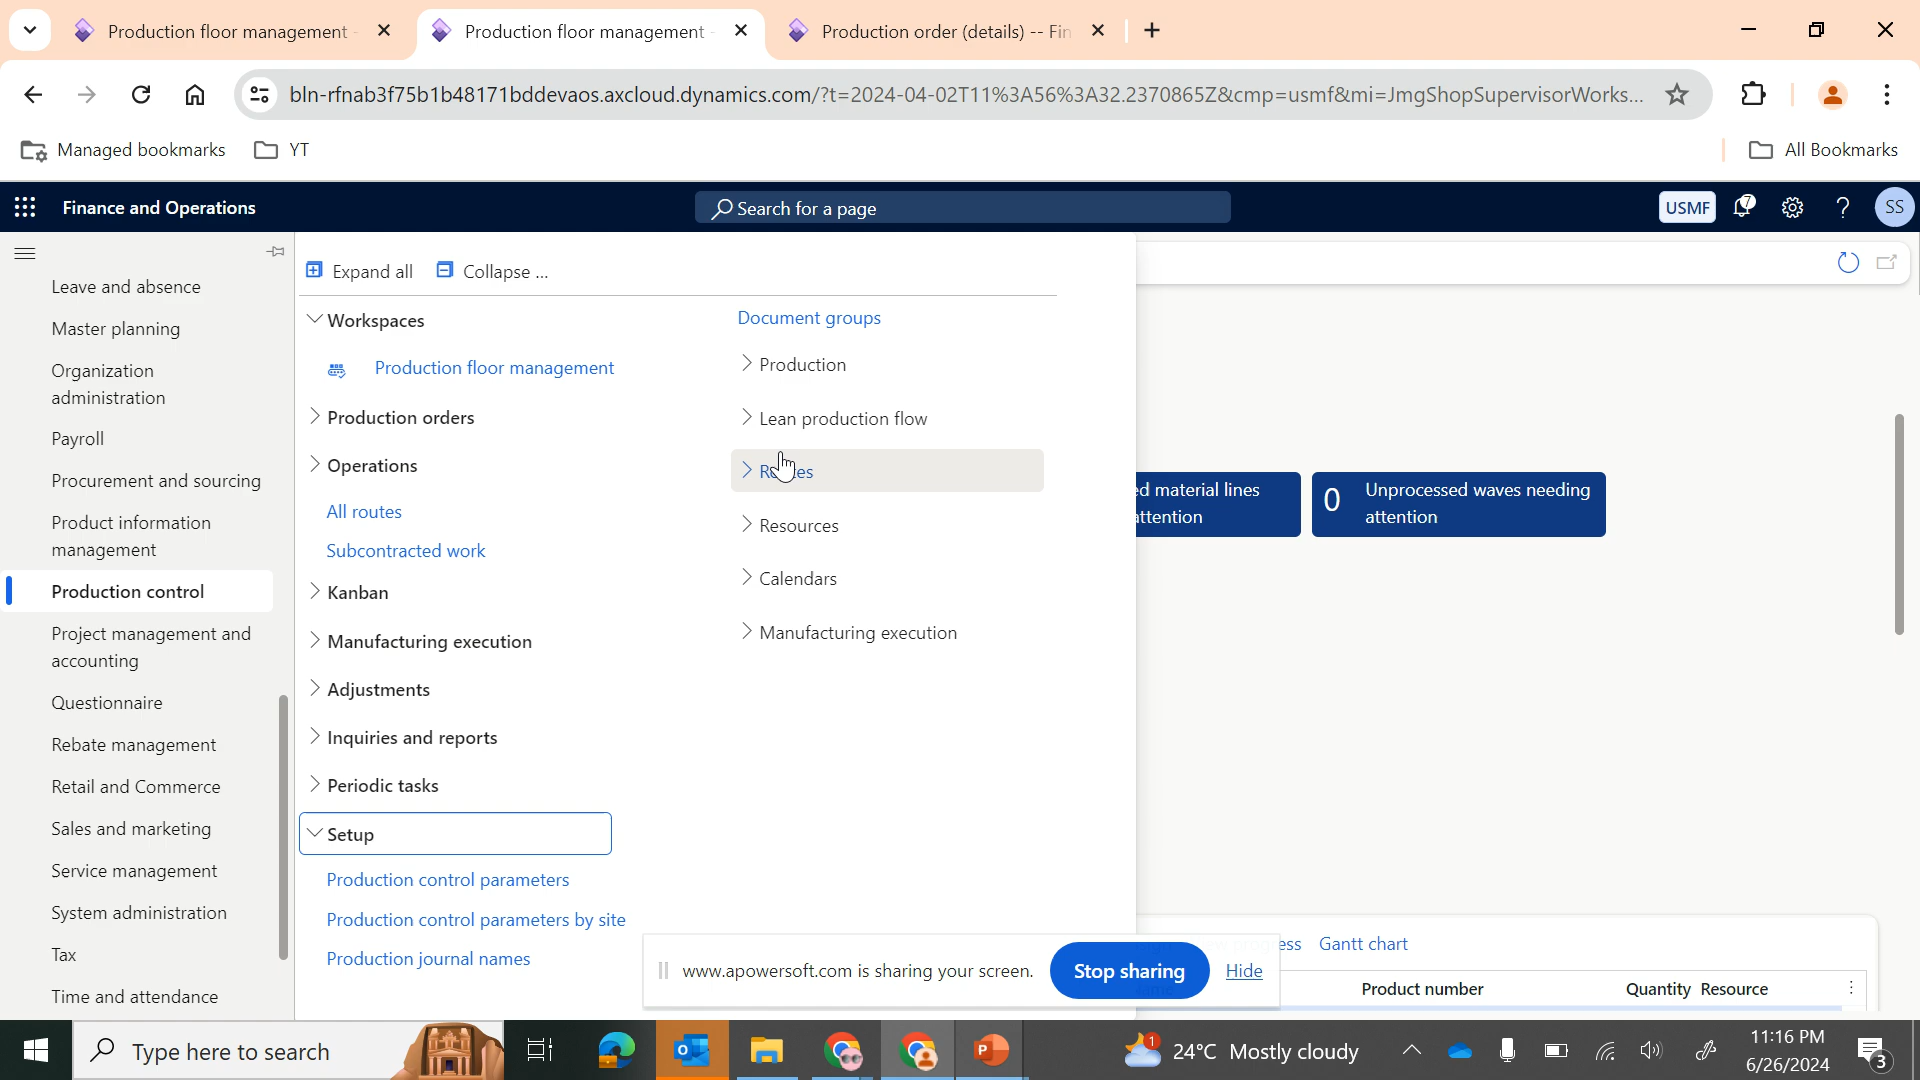 Production floor management -
Production floor management -
Production order (details) -- Fin
bln-rfnab3f75b1b48171bddevaos.axcloud.dynamics.com/?t=2024-04-02T11%3A56%3A32.2370865Z&cmp=usmf&mi=JmgShopSupervisorWorks...
Managed bookmarks
YT
All Bookmarks
Finance and Operations
Search for a page
USMF
7
SS
Leave and absence
Master planning
Organization
administration
Payroll
Procurement and sourcing
Product information
management
Production control
Project management and
accounting
Questionnaire
Rebate management
Retail and Commerce
Sales and marketing
Service management
System administration
Tax
Time and attendance
Expand all
Collapse ...
Workspaces
Production floor management
Production orders
Operations
All routes
Subcontracted work
Kanban
Manufacturing execution
Adjustments
Inquiries and reports
Periodic tasks
Setup
Production control parameters
Production control parameters by site
Production journal names
Document groups
Production
Lean production flow
Routes
Resources
Calendars
Manufacturing execution
ed material lines
attention
0
Unprocessed waves needing
attention
Gantt chart
Product number
Quantity
Resource
www.apowersoft.com is sharing your screen.
Stop sharing
Hide
Type here to search
1
24°C Mostly cloudy
11:16 PM
6/26/2024
3